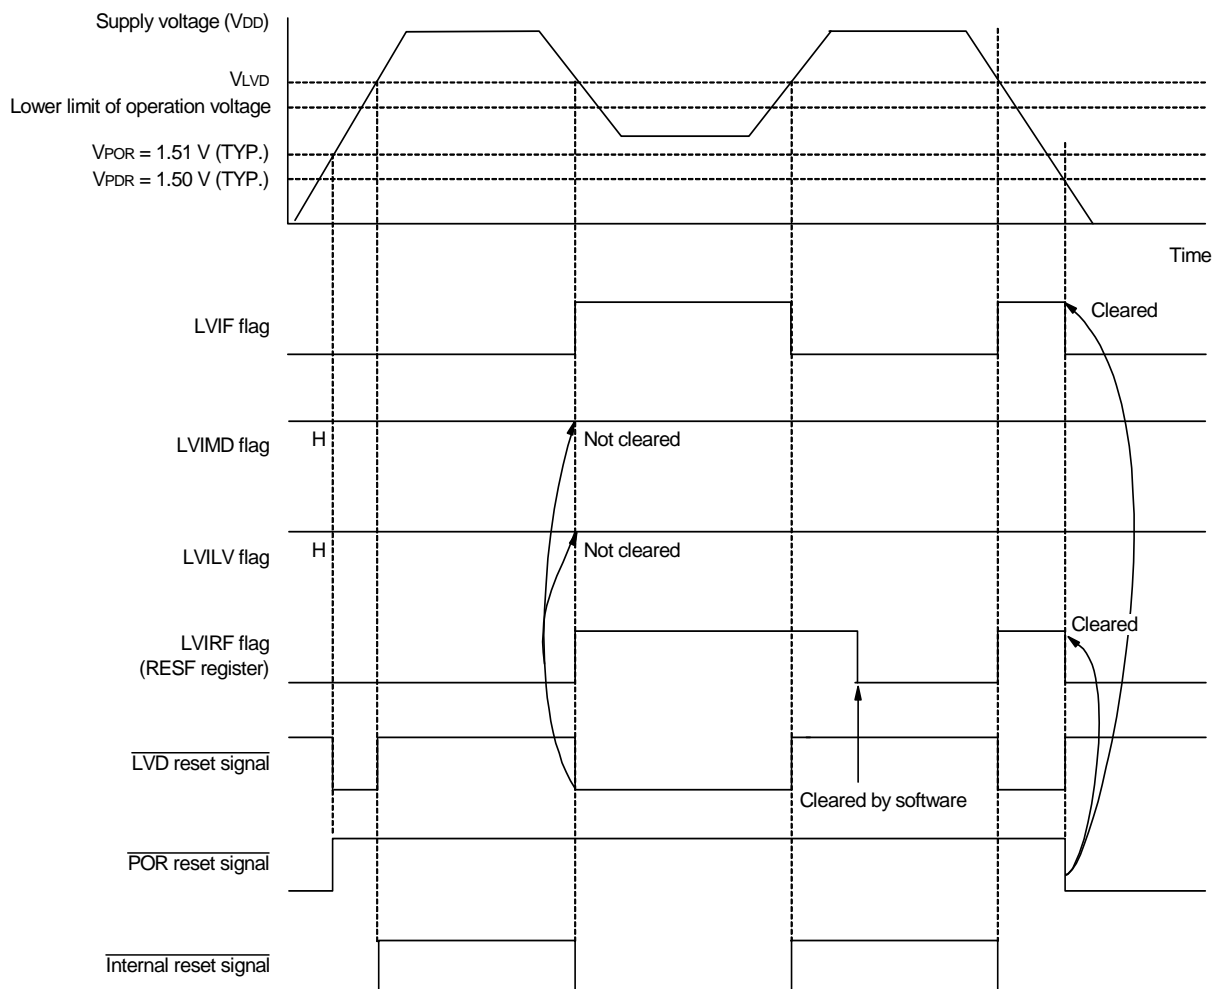 Supply voltage (VDD)
VLVD
Lower limit of operation voltage
VPOR = 1.51 V (TYP.)
VPDR = 1.50 V (TYP.)
Time
LVIF flag
Cleared
LVIMD flag
H
Not cleared
LVILV flag
H
Not cleared
LVIRF flag
(RESF register)
Cleared
LVD reset signal
Cleared by software
POR reset signal
Internal reset signal